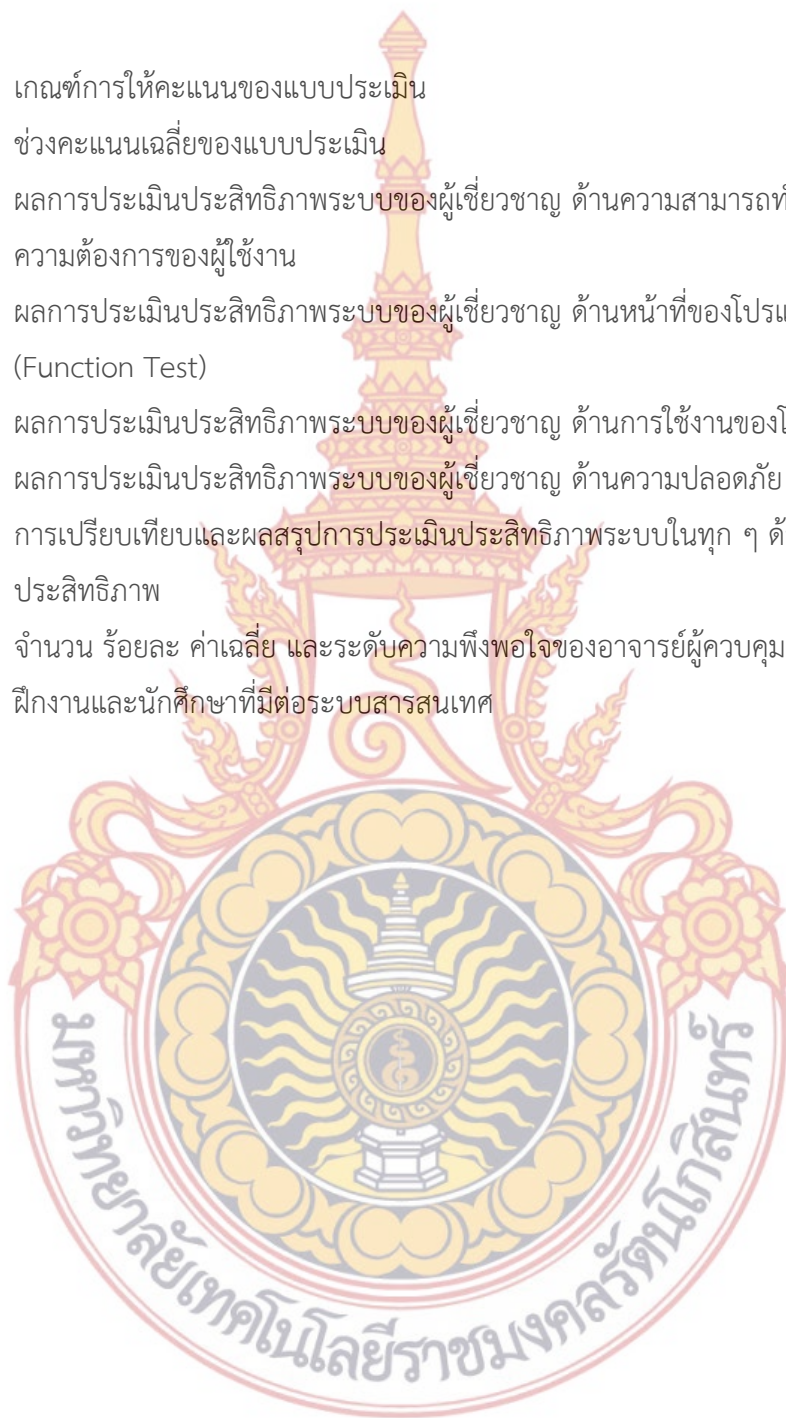 เกณฑ์การให้คะแนนของแบบประเมิน
ช่วงคะแนนเฉลี่ยของแบบประเมิน
ผลการประเมินประสิทธิภาพระบบของผู้เชี่ยวชาญ ด้านความสามารถ
ความต้องการของผู้ใช้งาน
ผลการประเมินประสิทธิภาพระบบของผู้เชี่ยวชาญ ด้านหน้าที่ของ
(Function Test)
ผลการประเมินประสิทธิภาพระบบของผู้เชี่ยวชาญ ด้านการใช้งานของ
ผลการประเมินประสิทธิภาพระบบของผู้เชี่ยวชาญ ด้านความปลอดภัย
การเปรียบเทียบและผลสรุปการประเมินประสิทธิภาพระบบในทุก ๆ
ประสิทธิภาพ
จำนวน ร้อยละ ค่าเฉลี่ย และระดับความพึงพอใจของอาจารย์ผู้ควบคุม
ฝึกงานและนักศึกษาที่มีต่อระบบสารสนเทศ
มหาวิทยาลัยเทคโนโลยีราชมงคลรัตนโกสินทร์